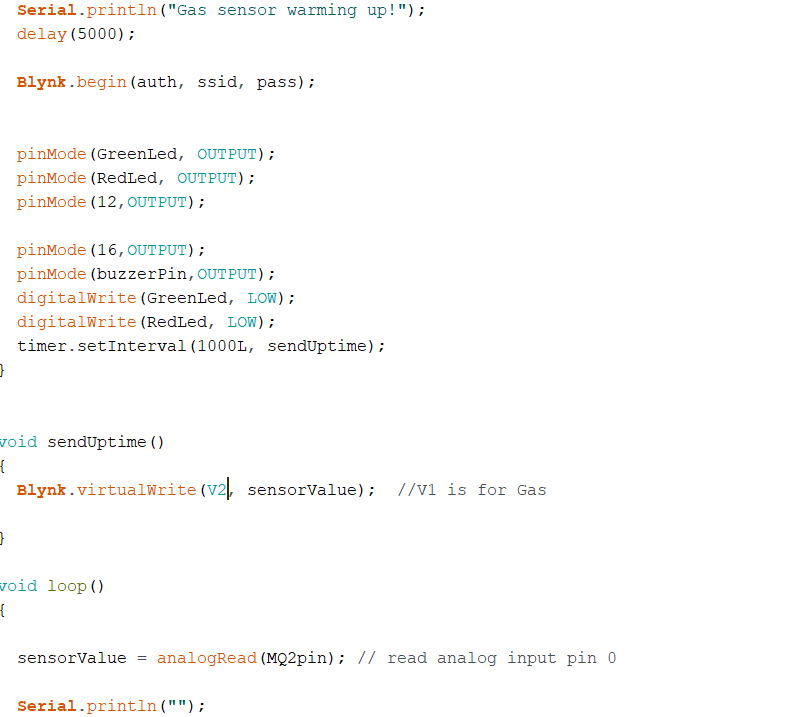 Serial.println("Gas sensor warming up!");
delay(5000);
Blynk.begin(auth, ssid, pass);
pinMode(GreenLed, OUTPUT);
pinMode(RedLed, OUTPUT);
pinMode(12,OUTPUT);
pinMode(16,OUTPUT);
pinMode(buzzerPin,OUTPUT);
digitalWrite(GreenLed, LOW);
digitalWrite(RedLed, LOW);
timer.setInterval(1000L, sendUptime);
}
void sendUptime()
{
Blynk.virtualWrite(V2, sensorValue);  //V1 is for Gas
}
void loop()
{
sensorValue = analogRead(MQ2pin); // read analog input pin 0
Serial.println("");